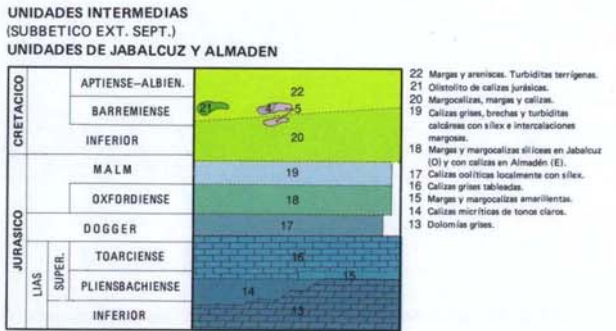 UNIDADES INTERMEDIAS
(SUBBETICO EXT. SEPT.)
UNIDADES DE JABALCUZ Y ALMADEN
CRETACICO
APTIENSE–ALBIEN.
BARREMIENSE
INFERIOR
JURASICO
MALM
OXFORDIENSE
DOGGER
LIAS
SUPER.
TOARCIENSE
PLIENSBACHIENSE
INFERIOR
22
21
4
5
20
19
18
17
16
15
14
13
22 Margas y areniscas. Turbiditas terrígenas.
21 Olistolito de calizas jurásicas.
20 Margocalizas, margas y calizas.
19 Calizas grises, brechas y turbiditas
calcáreas con sílex e intercalaciones
margosas.
18 Margas y margocalizas silíceas en Jabalcuz
(O) y con calizas en Almadén (E).
17 Calizas oolíticas localmente con sílex.
16 Calizas grises tableadas.
15 Margas y margocalizas amarillentas.
14 Calizas micríticas de tonos claros.
13 Dolomías grises.